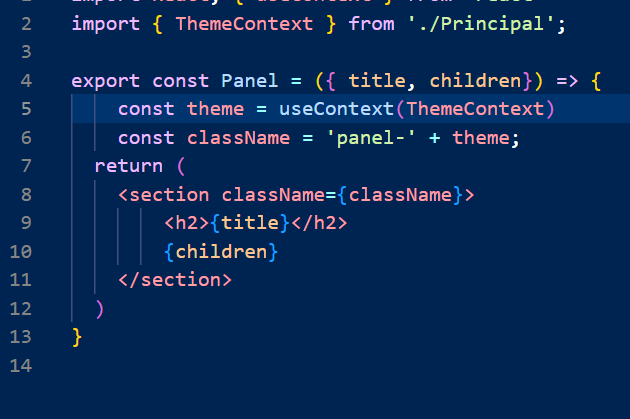 2 import { ThemeContext } from './Principal';
3
4 export const Panel = ({ title, children}) => {
5     const theme = useContext(ThemeContext)
6     const className = 'panel-' + theme;
7   return (
8     <section className={className}>
9         <h2>{title}</h2>
10         {children}
11     </section>
12   )
13 }
14